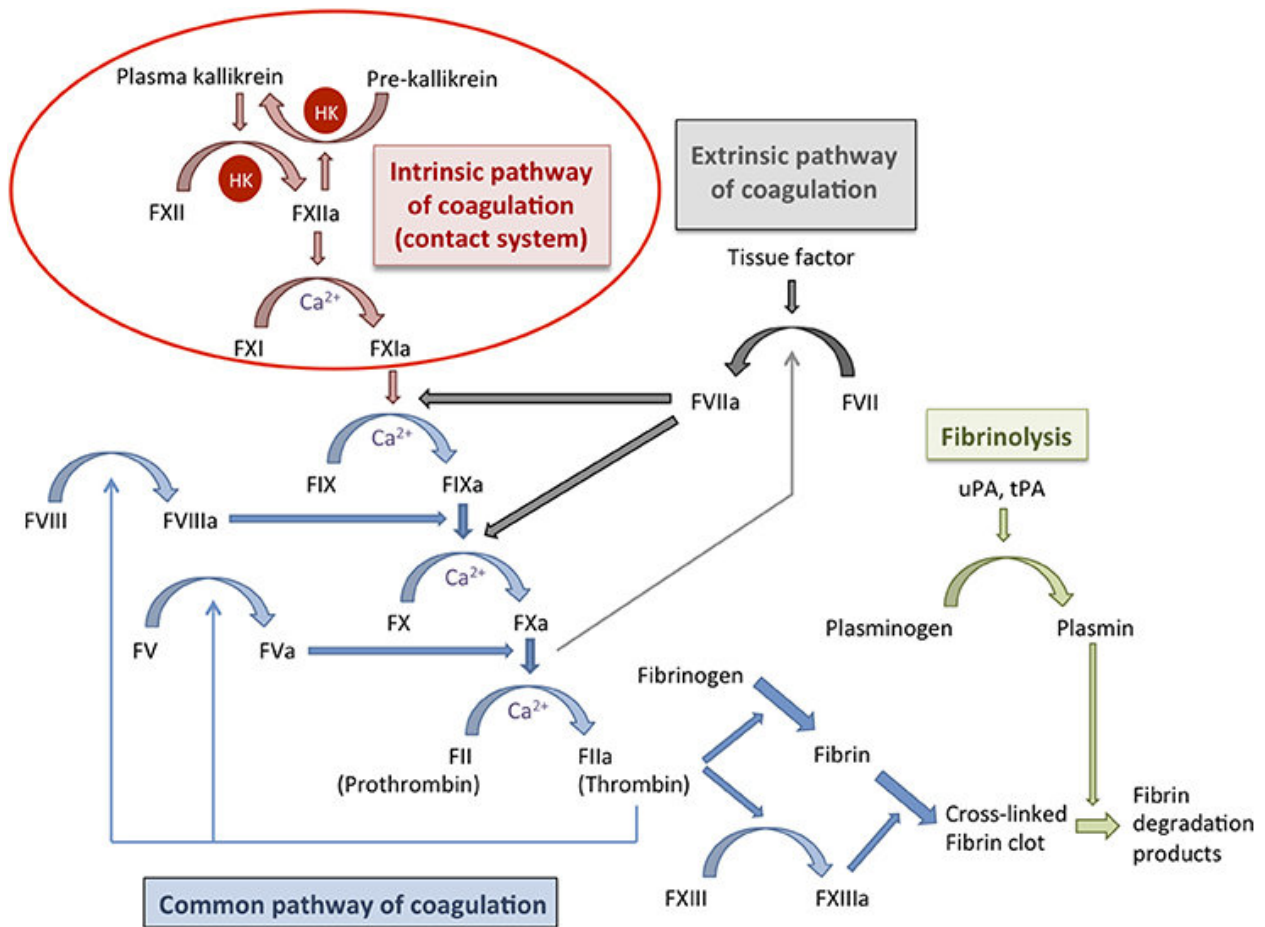 Plasma kallikrein
Pre-kallikrein
HK
HK
FXII
FXIIa
Intrinsic pathway
of coagulation
(contact system)
Ca²⁺
FXI
FXIa
Extrinsic pathway
of coagulation
Tissue factor
FVIIa
FVII
Ca²⁺
FIX
FIXa
FVIII
FVIIIa
Ca²⁺
FX
FXa
FV
FVa
Ca²⁺
FII
(Prothrombin)
FIIa
(Thrombin)
Fibrinolysis
uPA, tPA
Plasminogen
Plasmin
Fibrinogen
Fibrin
Cross-linked
Fibrin clot
Fibrin
degradation
products
FXIII
FXIIIa
Common pathway of coagulation